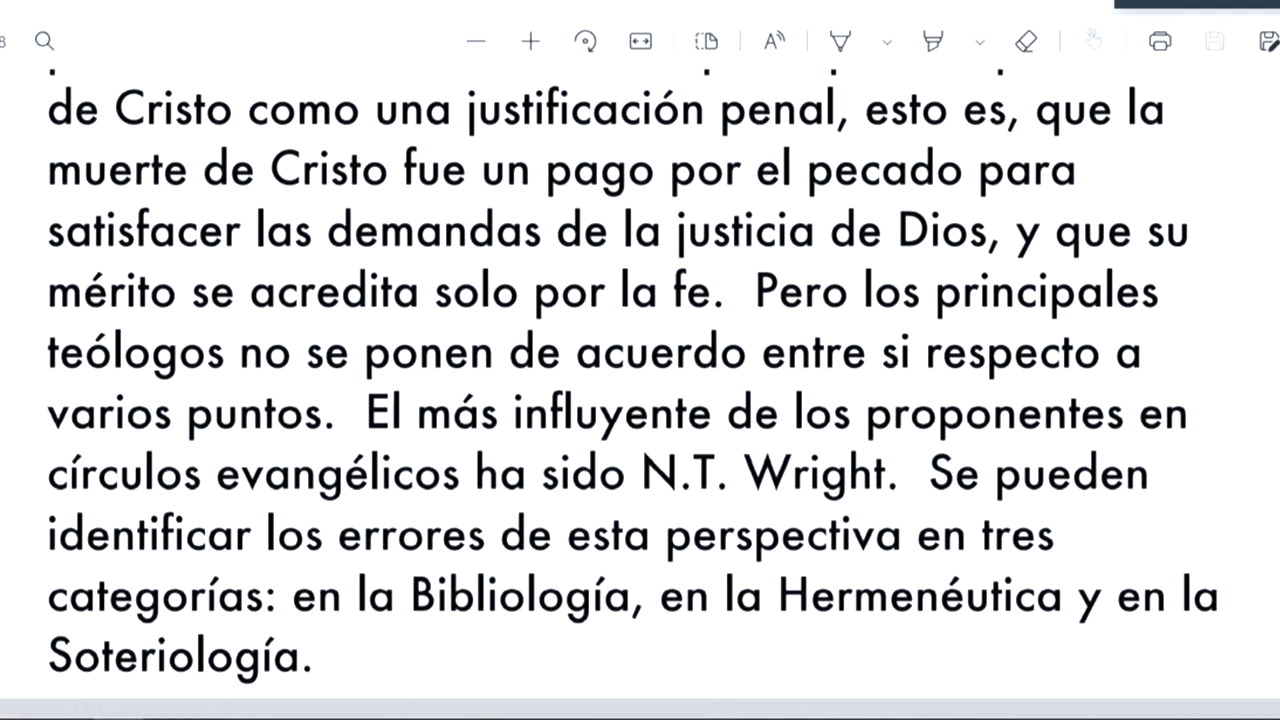 8
de Cristo como una justificación penal, esto es, que la
muerte de Cristo fue un pago por el pecado para
satisfacer las demandas de la justicia de Dios, y que su
mérito se acredita solo por la fe.  Pero los principales
teólogos no se ponen de acuerdo entre si respecto a
varios puntos.  El más influyente de los proponentes en
círculos evangélicos ha sido N.T. Wright.  Se pueden
identificar los errores de esta perspectiva en tres
categorías: en la Bibliología, en la Hermenéutica y en la
Soteriología.